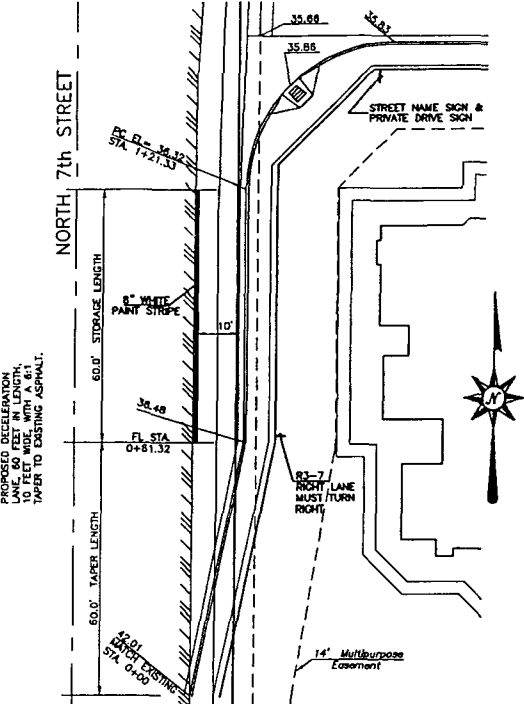 35.66
35.83
35.86
STREET NAME SIGN &
PRIVATE DRIVE SIGN
NORTH 7th STREET
PC EL= 36.32
STA. 1+21.33
60.0' STORAGE LENGTH
8" WHITE
PAINT STRIPE
10'
PROPOSED DECELERATION
LANE, 60 FEET IN LENGTH,
10 FEET WIDE, WITH A 6:1
TAPER TO EXISTING ASPHALT.
38.48
FL STA.
0+61.32
R3-7
RIGHT LANE
MUST TURN
RIGHT
N
60.0' TAPER LENGTH
42.01
MATCH EXISTING
STA. 0+00
14' Multipurpose
Easement